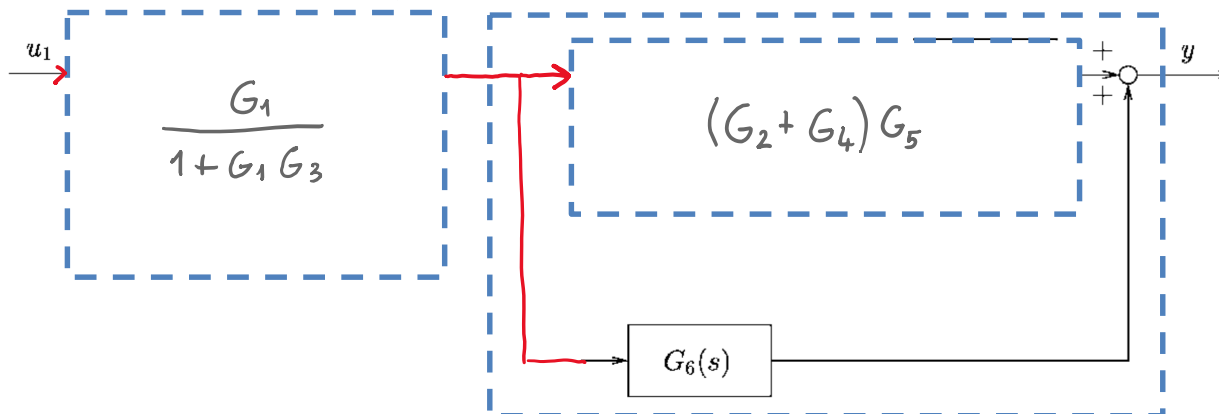 u₁
G₁
1 + G₁ G₃
(G₂ + G₄) G₅
+
+
y
G₆(s)